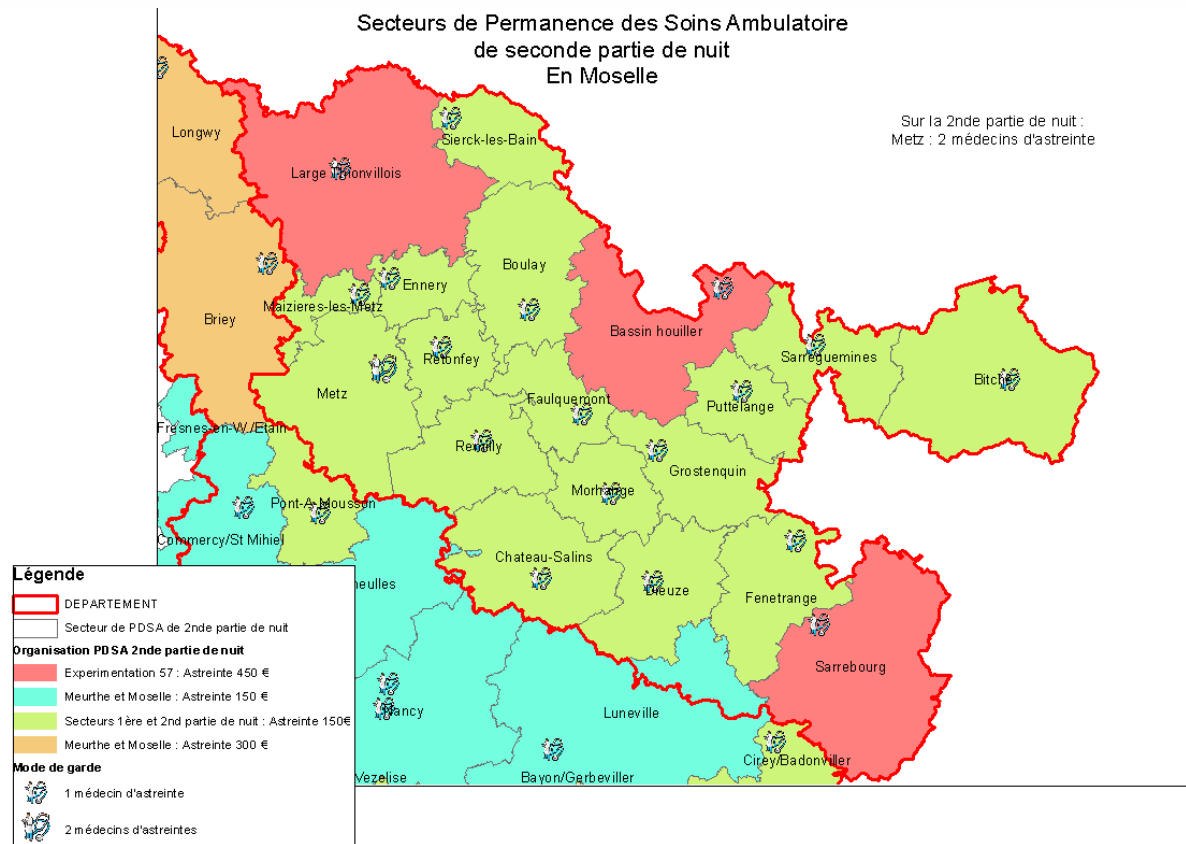 Secteurs de Permanence des Soins Ambulatoire
de seconde partie de nuit
En Moselle
Sur la 2nde partie de nuit :
Metz : 2 médecins d'astreinte
Longwy
Sierck-les-Bain
Large Thionvillois
Boulay
Ennery
Maizieres-les-Metz
Briey
Bassin houiller
Retonfey
Sarreguemines
Bitche
Metz
Faulquemont
Puttelange
Fresnes-en-W./Etain
Remilly
Grostenquin
Morhange
Pont-A-Mousson
Commercy/St Mihiel
Chateau-Salins
Dieuze
Fenetrange
eulles
Sarrebourg
Nancy
Luneville
Cirey/Badonviller
Vezelise
Bayon/Gerbeviller
Légende
DEPARTEMENT
Secteur de PDSA de 2nde partie de nuit
Organisation PDSA 2nde partie de nuit
Experimentation 57 : Astreinte 450 €
Meurthe et Moselle : Astreinte 150 €
Secteurs 1ère et 2nd partie de nuit : Astreinte 150€
Meurthe et Moselle : Astreinte 300 €
Mode de garde
1 médecin d'astreinte
2 médecins d'astreintes